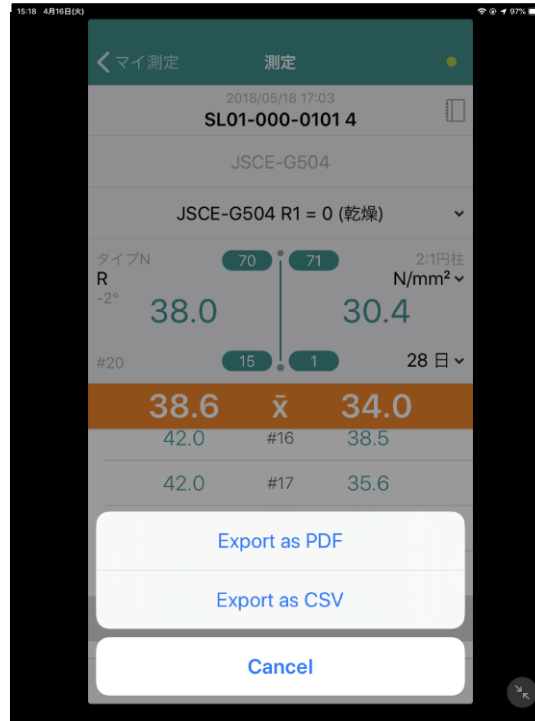 15:18 4月16日(火) 97%
マイ測定 測定
2018/05/18 17:03
SL01-000-0101 4
JSCE-G504
JSCE-G504 R1 = 0 (乾燥)
タイプN 70 71 2:1円柱
R N/mm²
-2°
38.0 30.4
#20 15 1 28 日
38.6 x̄ 34.0
42.0 #16 38.5
42.0 #17 35.6
Export as PDF
Export as CSV
Cancel